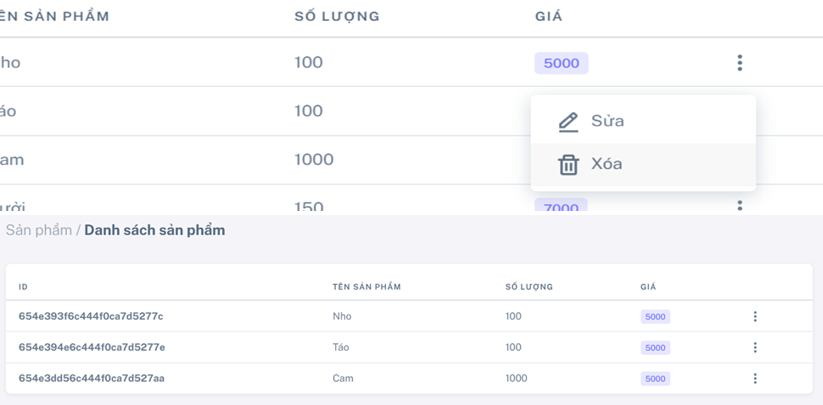 ÊN SẢN PHẨM SỐ LƯỢNG GIÁ
ho 100 5000
áo 100
Sửa
am 1000
Xóa
ười 150 7000
Sản phẩm / Danh sách sản phẩm
ID TÊN SẢN PHẨM SỐ LƯỢNG GIÁ
654e393f6c444f0ca7d5277c Nho 100 5000
654e394e6c444f0ca7d5277e Táo 100 5000
654e3dd56c444f0ca7d527aa Cam 1000 5000